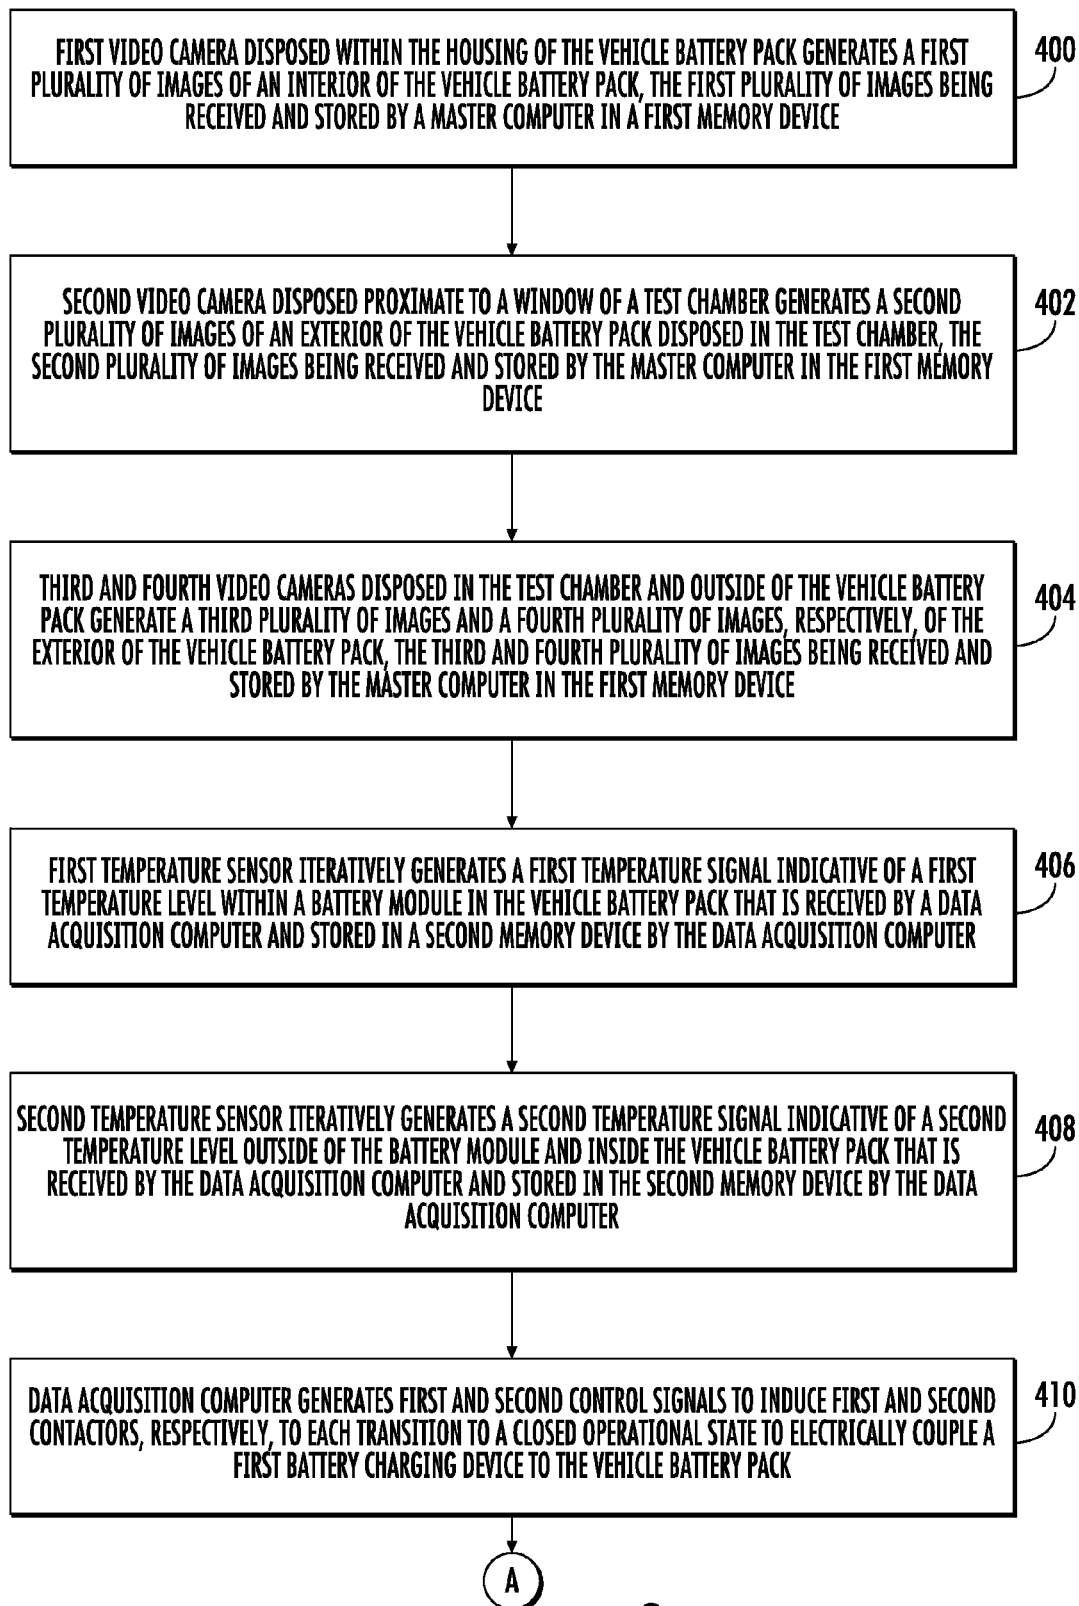 FIRST VIDEO CAMERA DISPOSED WITHIN THE HOUSING OF THE VEHICLE BATTERY PACK GENERATES A FIRST
PLURALITY OF IMAGES OF AN INTERIOR OF THE VEHICLE BATTERY PACK, THE FIRST PLURALITY OF IMAGES BEING
RECEIVED AND STORED BY A MASTER COMPUTER IN A FIRST MEMORY DEVICE
400
SECOND VIDEO CAMERA DISPOSED PROXIMATE TO A WINDOW OF A TEST CHAMBER GENERATES A SECOND
PLURALITY OF IMAGES OF AN EXTERIOR OF THE VEHICLE BATTERY PACK DISPOSED IN THE TEST CHAMBER, THE
SECOND PLURALITY OF IMAGES BEING RECEIVED AND STORED BY THE MASTER COMPUTER IN THE FIRST MEMORY
DEVICE
402
THIRD AND FOURTH VIDEO CAMERAS DISPOSED IN THE TEST CHAMBER AND OUTSIDE OF THE VEHICLE BATTERY
PACK GENERATE A THIRD PLURALITY OF IMAGES AND A FOURTH PLURALITY OF IMAGES, RESPECTIVELY, OF THE
EXTERIOR OF THE VEHICLE BATTERY PACK, THE THIRD AND FOURTH PLURALITY OF IMAGES BEING RECEIVED AND
STORED BY THE MASTER COMPUTER IN THE FIRST MEMORY DEVICE
404
FIRST TEMPERATURE SENSOR ITERATIVELY GENERATES A FIRST TEMPERATURE SIGNAL INDICATIVE OF A FIRST
TEMPERATURE LEVEL WITHIN A BATTERY MODULE IN THE VEHICLE BATTERY PACK THAT IS RECEIVED BY A DATA
ACQUISITION COMPUTER AND STORED IN A SECOND MEMORY DEVICE BY THE DATA ACQUISITION COMPUTER
406
SECOND TEMPERATURE SENSOR ITERATIVELY GENERATES A SECOND TEMPERATURE SIGNAL INDICATIVE OF A SECOND
TEMPERATURE LEVEL OUTSIDE OF THE BATTERY MODULE AND INSIDE THE VEHICLE BATTERY PACK THAT IS
RECEIVED BY THE DATA ACQUISITION COMPUTER AND STORED IN THE SECOND MEMORY DEVICE BY THE DATA
ACQUISITION COMPUTER
408
DATA ACQUISITION COMPUTER GENERATES FIRST AND SECOND CONTROL SIGNALS TO INDUCE FIRST AND SECOND
CONTACTORS, RESPECTIVELY, TO EACH TRANSITION TO A CLOSED OPERATIONAL STATE TO ELECTRICALLY COUPLE A
FIRST BATTERY CHARGING DEVICE TO THE VEHICLE BATTERY PACK
410
A